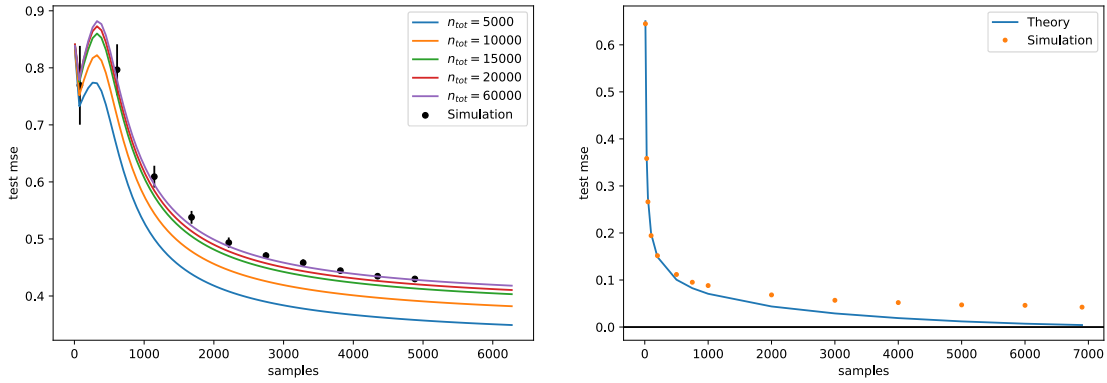 0.9
0.8
0.7
0.6
0.5
0.4
test mse
0
1000
2000
3000
4000
5000
6000
samples
n_tot = 5000
n_tot = 10000
n_tot = 15000
n_tot = 20000
n_tot = 60000
Simulation
0.6
0.5
0.4
0.3
0.2
0.1
0.0
test mse
0
1000
2000
3000
4000
5000
6000
7000
samples
Theory
Simulation